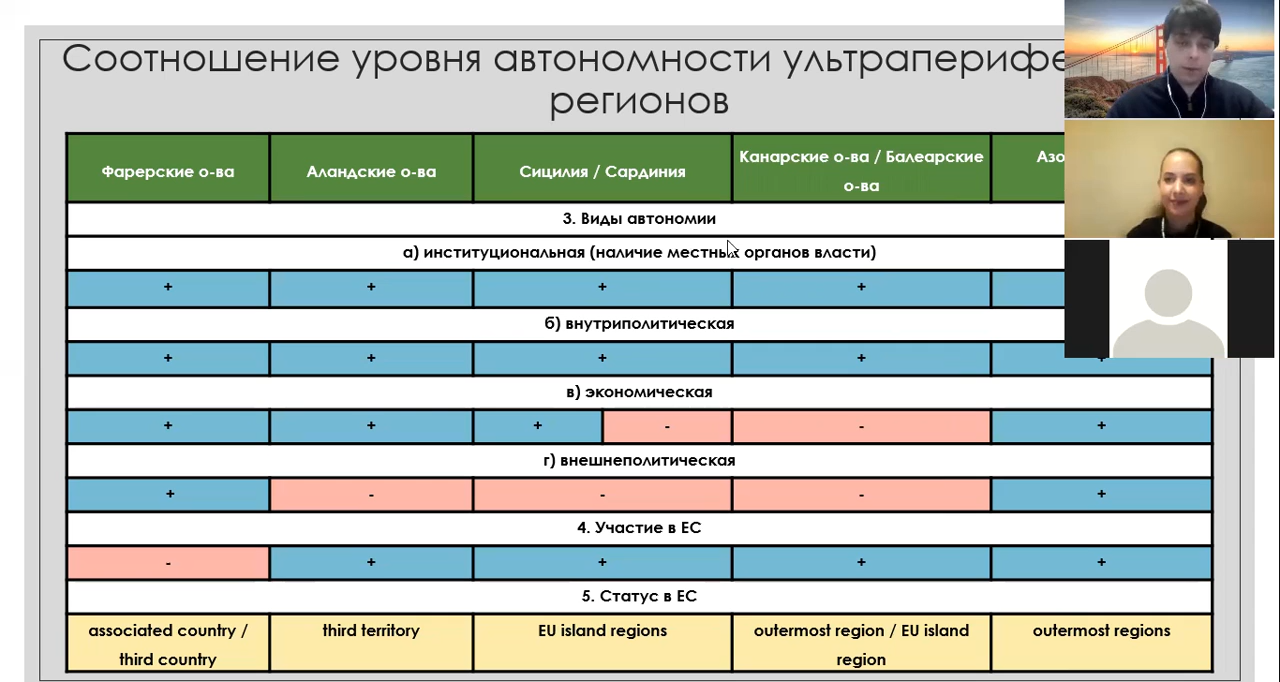 Соотношение уровня автономности ультраперифе
регионов
Фарерские о-ва Аландские о-ва Сицилия / Сардиния Канарские о-ва / Балеарские о-ва Азо
3. Виды автономии
а) институциональная (наличие местных органов власти)
+ + + +
б) внутриполитическая
+ + + + +
в) экономическая
+ + + - - +
г) внешнеполитическая
+ - - - +
4. Участие в ЕС
- + + + +
5. Статус в ЕС
associated country / third country third territory EU island regions outermost region / EU island region outermost regions